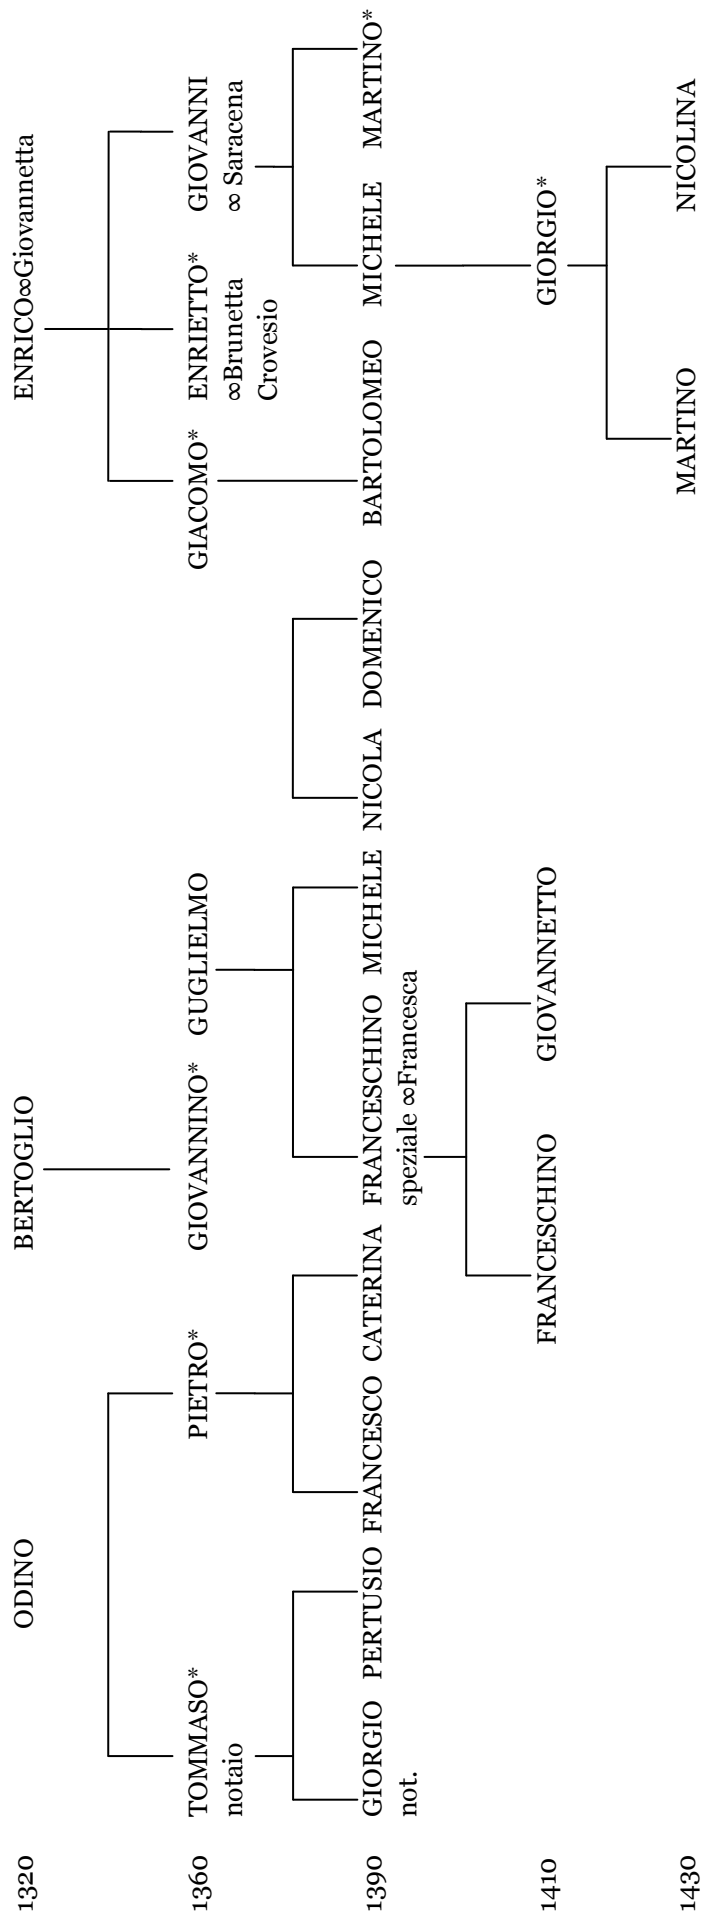 1320
ODINO
BERTOGLIO
ENRICO∞Giovannetta
1360
TOMMASO*
notaio
PIETRO*
GIOVANNINO*
GUGLIELMO
GIACOMO*
ENRIETTO*
∞Brunetta
Crovesio
GIOVANNI
∞ Saracena
1390
GIORGIO
not.
PERTUSIO
FRANCESCO
CATERINA
FRANCESCHINO
speziale ∞Francesca
MICHELE
NICOLA
DOMENICO
BARTOLOMEO
MICHELE
MARTINO*
1410
FRANCESCHINO
GIOVANNETTO
GIORGIO*
1430
MARTINO
NICOLINA